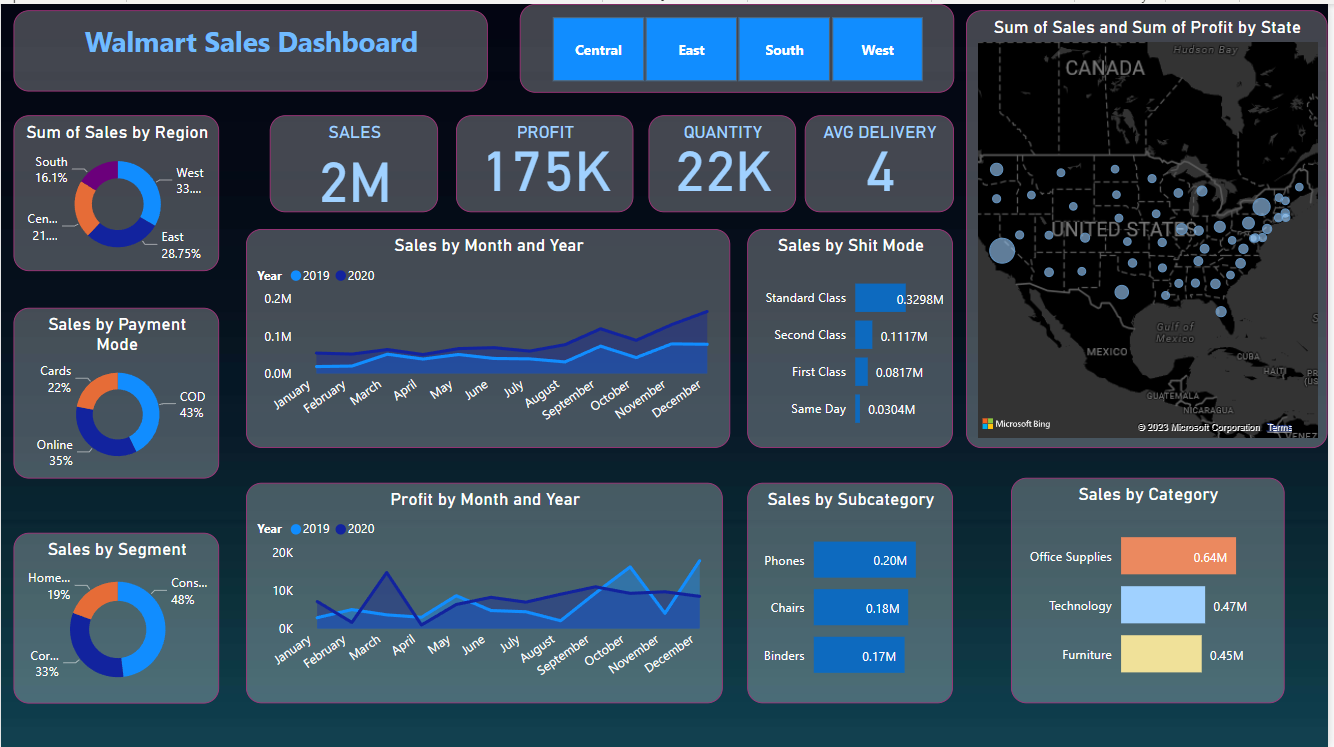 Walmart Sales Dashboard
Central
East
South
West
Sum of Sales and Sum of Profit by State
Hudson Bay
CANADA
UNITED STATES
MEXICO
Gulf of
Mexico
CUBA
HAITI
PR
(US
GUATEMALA
NICARAGUA
VENEZ
Microsoft Bing
© 2023 Microsoft Corporation Terms
Sum of Sales by Region
South
16.1%
West
33....
Cen...
21....
East
28.75%
SALES
2M
PROFIT
175K
QUANTITY
22K
AVG DELIVERY
4
Sales by Month and Year
Year 2019 2020
0.2M
0.1M
0.0M
January
February
March
April
May
June
July
August
September
October
November
December
Sales by Shit Mode
Standard Class 0.3298M
Second Class 0.1117M
First Class 0.0817M
Same Day 0.0304M
Sales by Payment
Mode
Cards
22%
COD
43%
Online
35%
Profit by Month and Year
Year 2019 2020
20K
10K
0K
January
February
March
April
May
June
July
August
September
October
November
December
Sales by Subcategory
Phones 0.20M
Chairs 0.18M
Binders 0.17M
Sales by Category
Office Supplies 0.64M
Technology 0.47M
Furniture 0.45M
Sales by Segment
Home...
19%
Cons...
48%
Cor...
33%